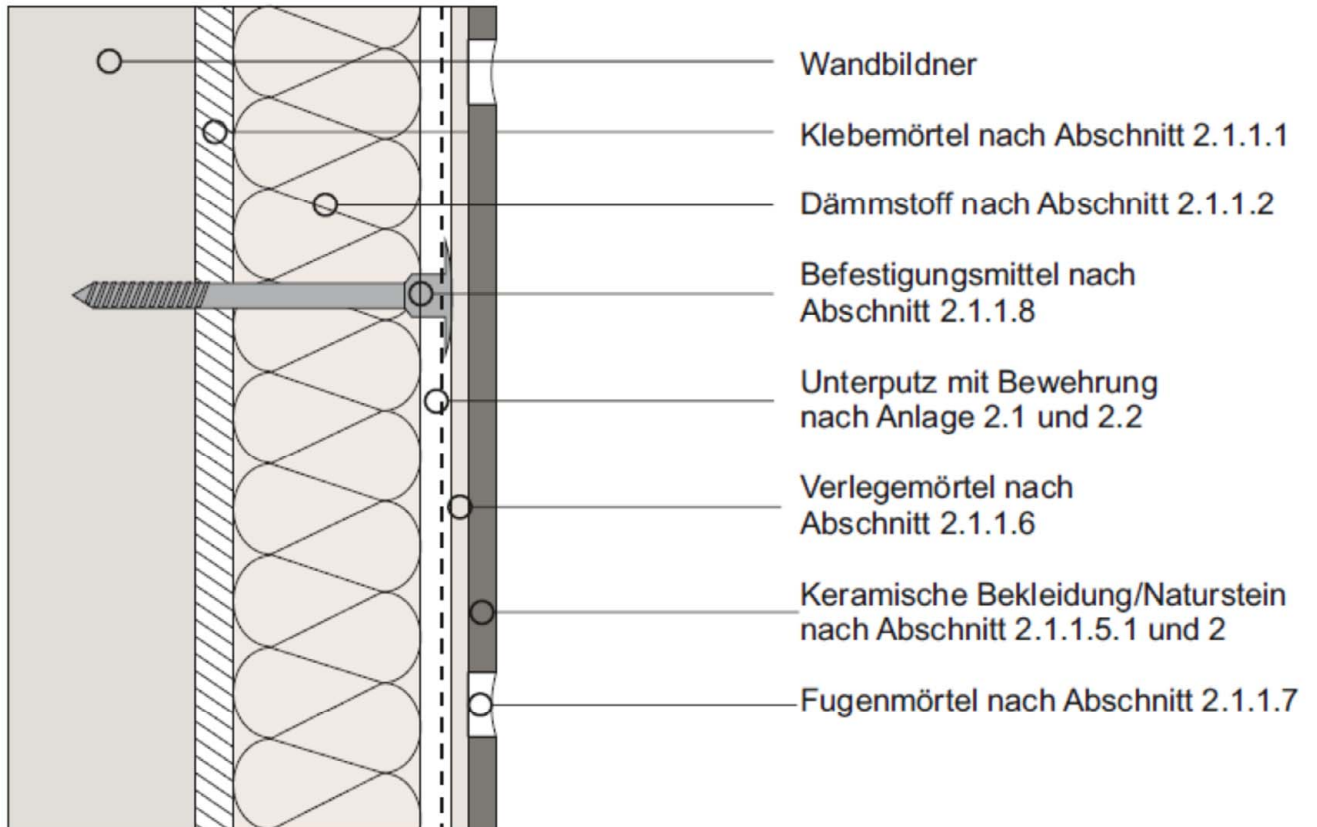 Wandbildner
Klebemörtel nach Abschnitt 2.1.1.1
Dämmstoff nach Abschnitt 2.1.1.2
Befestigungsmittel nach
Abschnitt 2.1.1.8
Unterputz mit Bewehrung
nach Anlage 2.1 und 2.2
Verlegemörtel nach
Abschnitt 2.1.1.6
Keramische Bekleidung/Naturstein
nach Abschnitt 2.1.1.5.1 und 2
Fugenmörtel nach Abschnitt 2.1.1.7